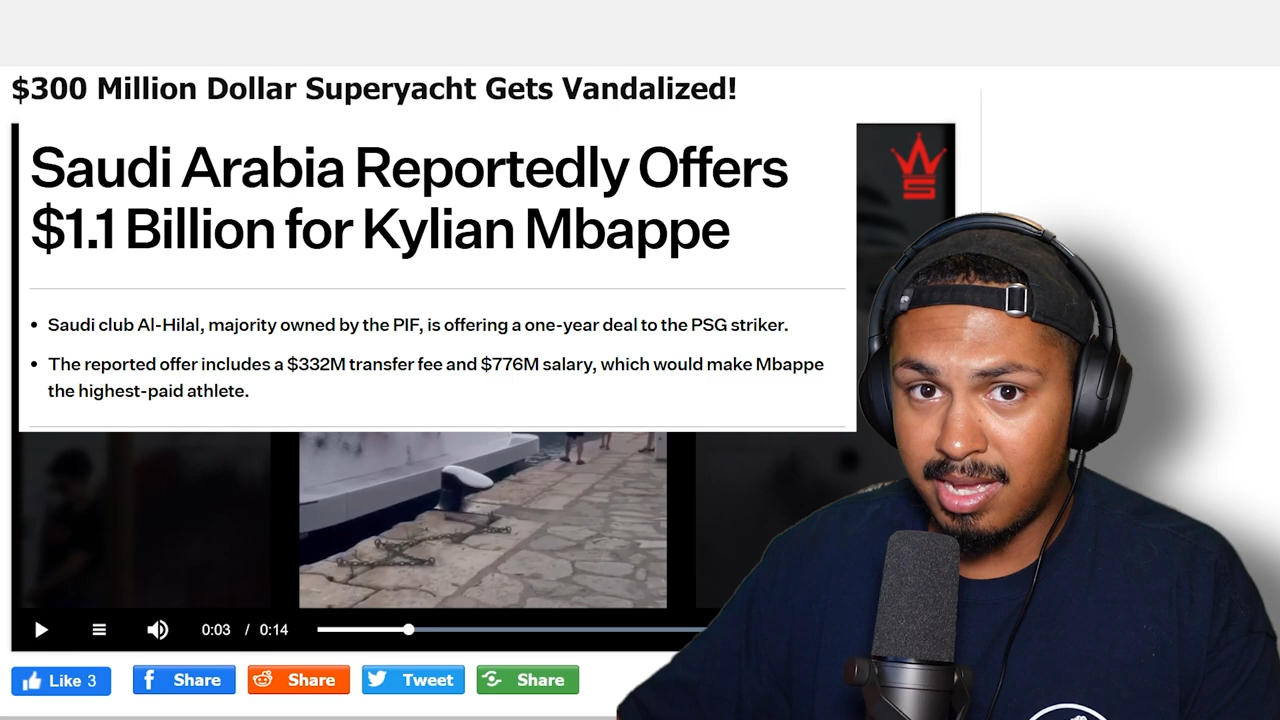 $300 Million Dollar Superyacht Gets Vandalized!
Saudi Arabia Reportedly Offers
$1.1 Billion for Kylian Mbappe
• Saudi club Al-Hilal, majority owned by the PIF, is offering a one-year deal to the PSG striker.
• The reported offer includes a $332M transfer fee and $776M salary, which would make Mbappe
the highest-paid athlete.
WS
0:03 / 0:14
Like 3 Share Share Tweet Share